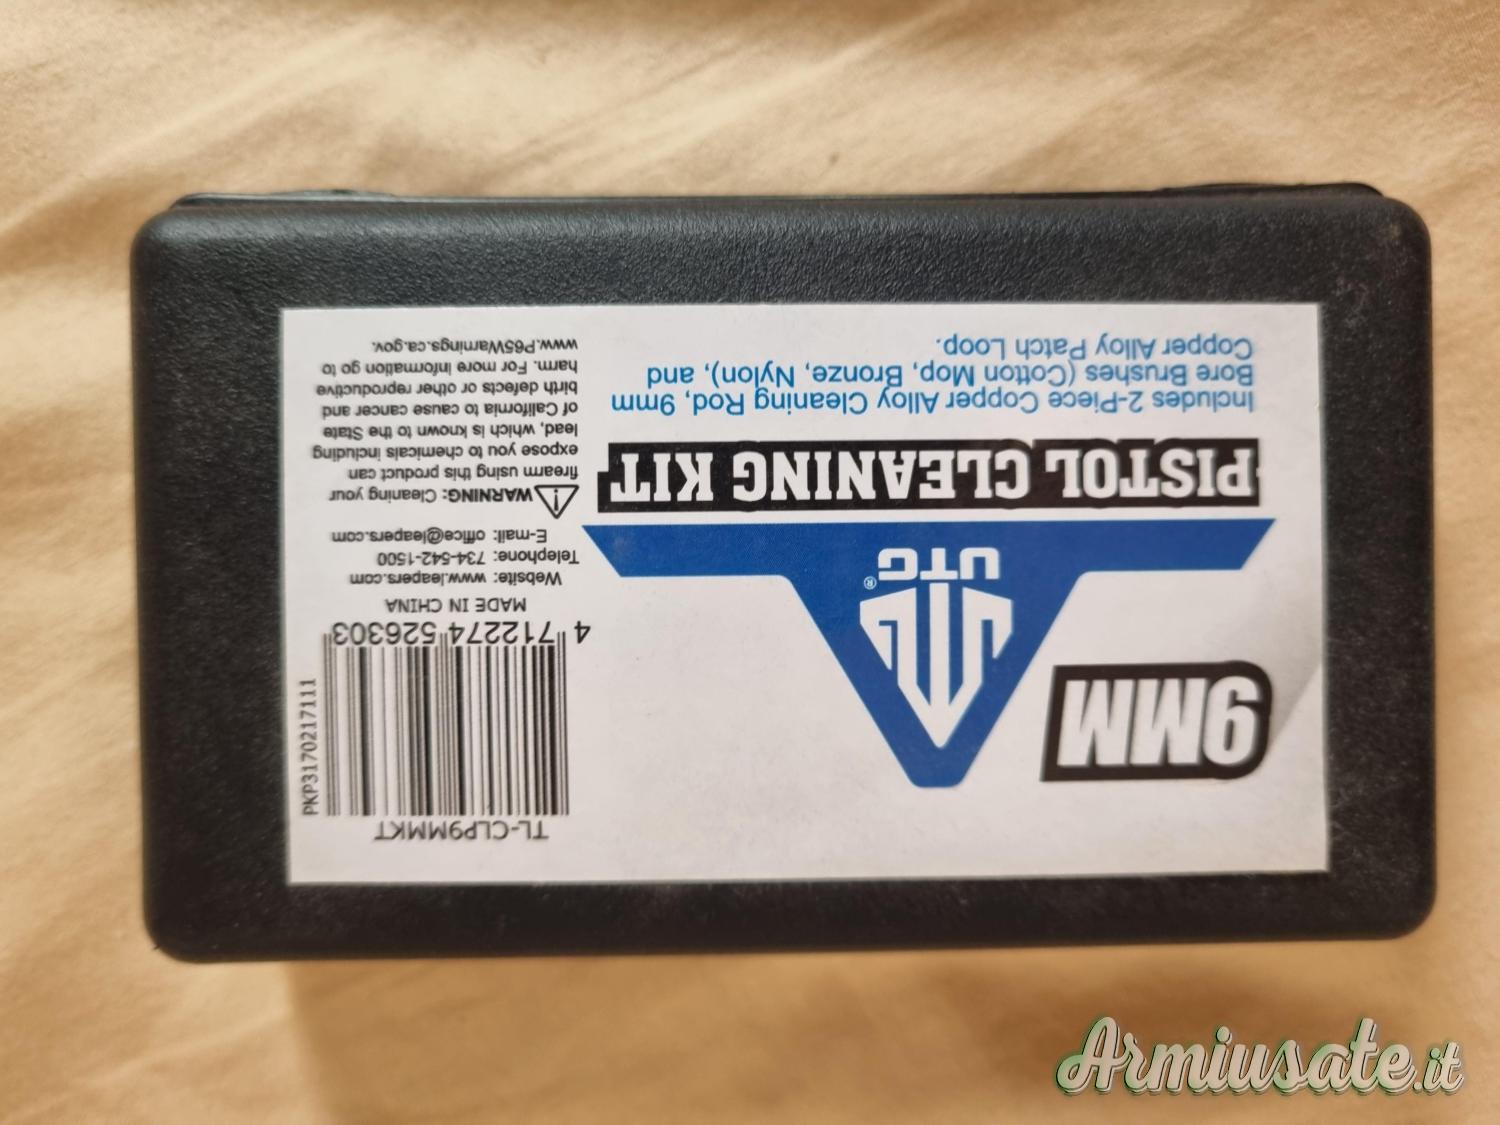 9MM
UTG®
PISTOL CLEANING KIT
Includes 2-Piece Copper Alloy Cleaning Rod, 9mm
Bore Brushes (Cotton Mop, Bronze, Nylon), and
Copper Alloy Patch Loop.
TL-CLP9MMKT
PKP3170217111
4 712274 526303
MADE IN CHINA
Website: www.leapers.com
Telephone: 734-542-1500
E-mail: office@leapers.com
WARNING: Cleaning your
firearm using this product can
expose you to chemicals including
lead, which is known to the State
of California to cause cancer and
birth defects or other reproductive
harm. For more information go to
www.P65Warnings.ca.gov.
Armiusate.it